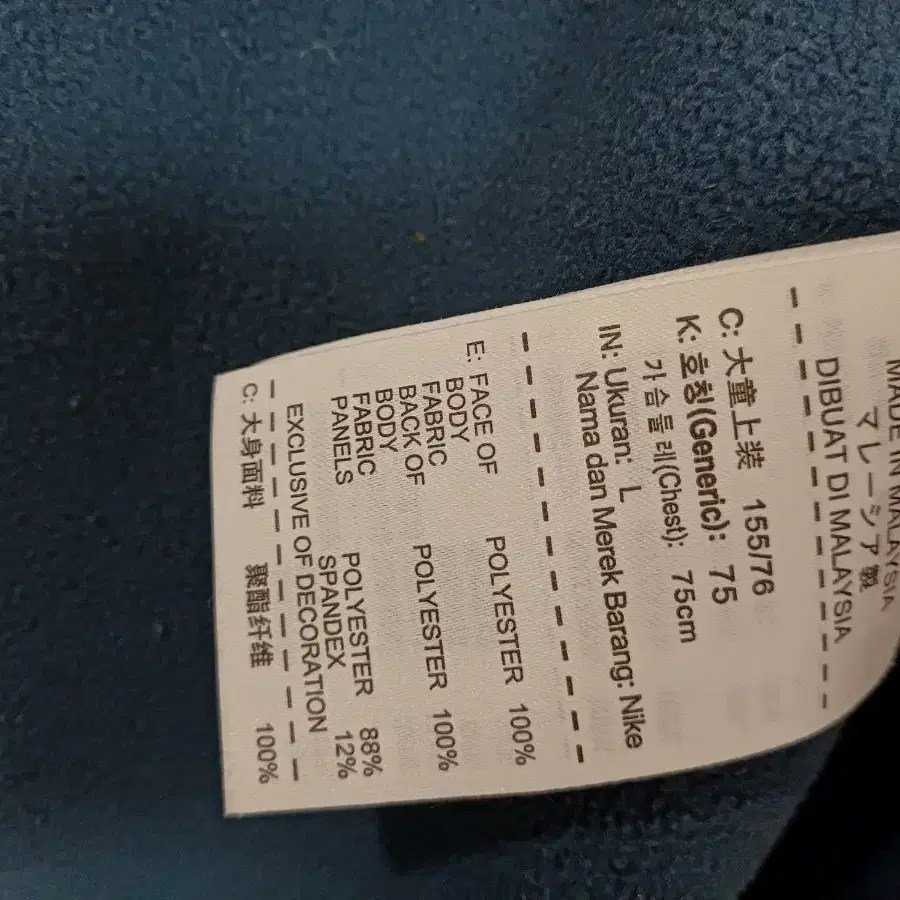 MADE IN MALAYSIA
マレーシア製
DIBUAT DI MALAYSIA
C: 大童上装 155/76
K: 호칭(Generic): 75
가슴둘레(Chest): 75cm
IN: Ukuran: L
Nama dan Merek Barang: Nike
E: FACE OF POLYESTER 100%
BODY
FABRIC
BACK OF POLYESTER 100%
BODY
FABRIC
PANELS POLYESTER 88%
SPANDEX 12%
EXCLUSIVE OF DECORATION
C: 大身面料 聚酯纤维 100%